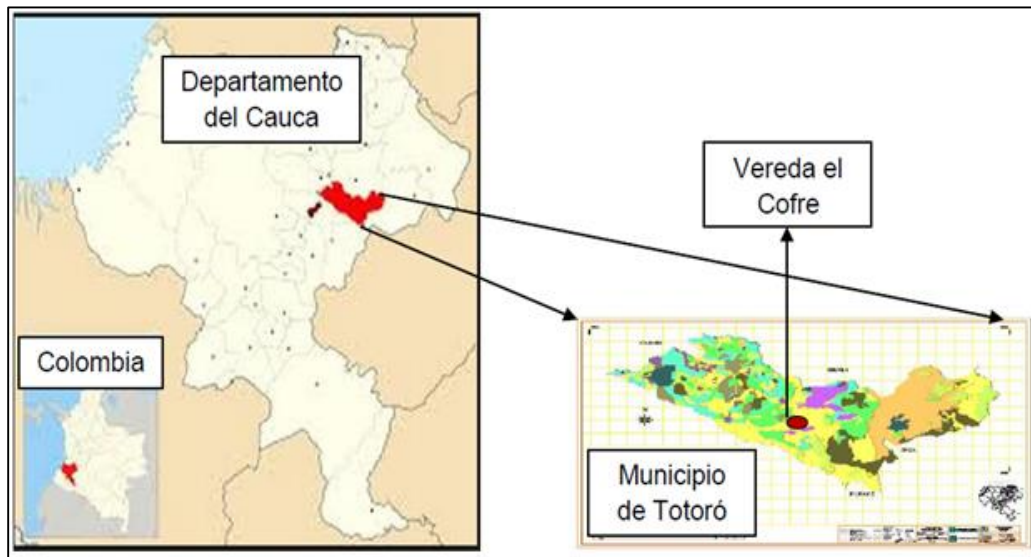 Departamento
del Cauca
Vereda el
Cofre
Colombia
Municipio
de Totoró